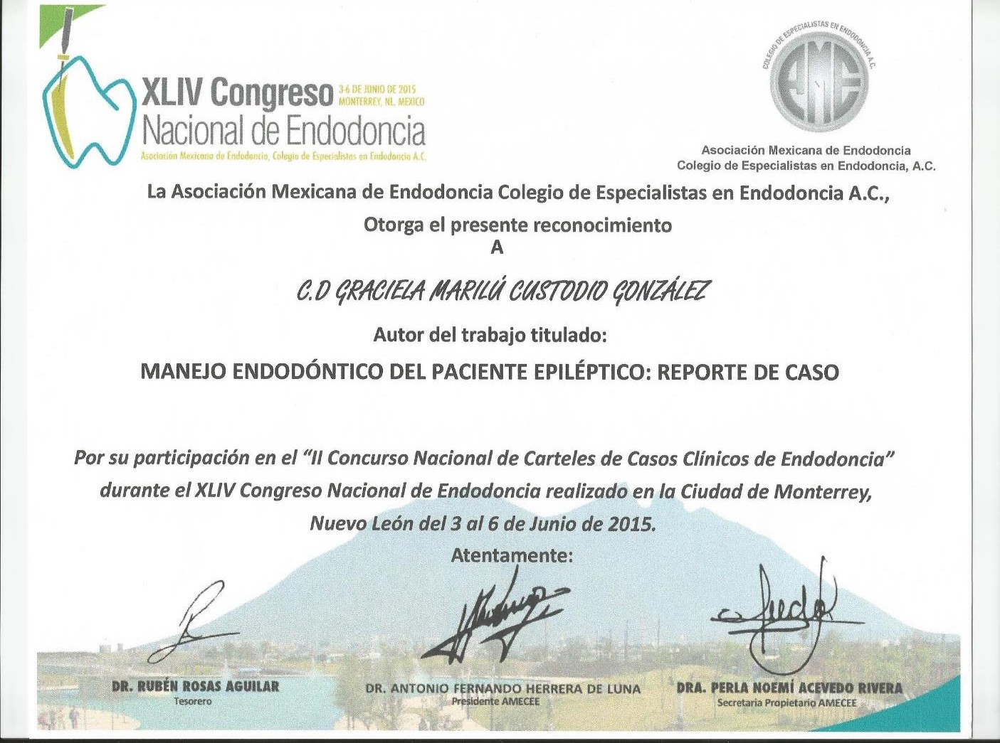 XLIV Congreso
3-6 DE JUNIO DE 2015
MONTERREY, NL, MEXICO
Nacional de Endodoncia
Asociación Mexicana de Endodoncia, Colegio de Especialistas en Endodoncia A.C.
COLEGIO DE ESPECIALISTAS EN ENDODONCIA A.C.
AME
Asociación Mexicana de Endodoncia
Colegio de Especialistas en Endodoncia, A.C.
La Asociación Mexicana de Endodoncia Colegio de Especialistas en Endodoncia A.C.,
Otorga el presente reconocimiento
A
C.D GRACIELA MARILÚ CUSTODIO GONZÁLEZ
Autor del trabajo titulado:
MANEJO ENDODÓNTICO DEL PACIENTE EPILÉPTICO: REPORTE DE CASO
Por su participación en el “II Concurso Nacional de Carteles de Casos Clínicos de Endodoncia”
durante el XLIV Congreso Nacional de Endodoncia realizado en la Ciudad de Monterrey,
Nuevo León del 3 al 6 de Junio de 2015.
Atentamente:
DR. RUBÉN ROSAS AGUILAR
Tesorero
DR. ANTONIO FERNANDO HERRERA DE LUNA
Presidente AMECEE
DRA. PERLA NOEMÍ ACEVEDO RIVERA
Secretaria Propietario AMECEE